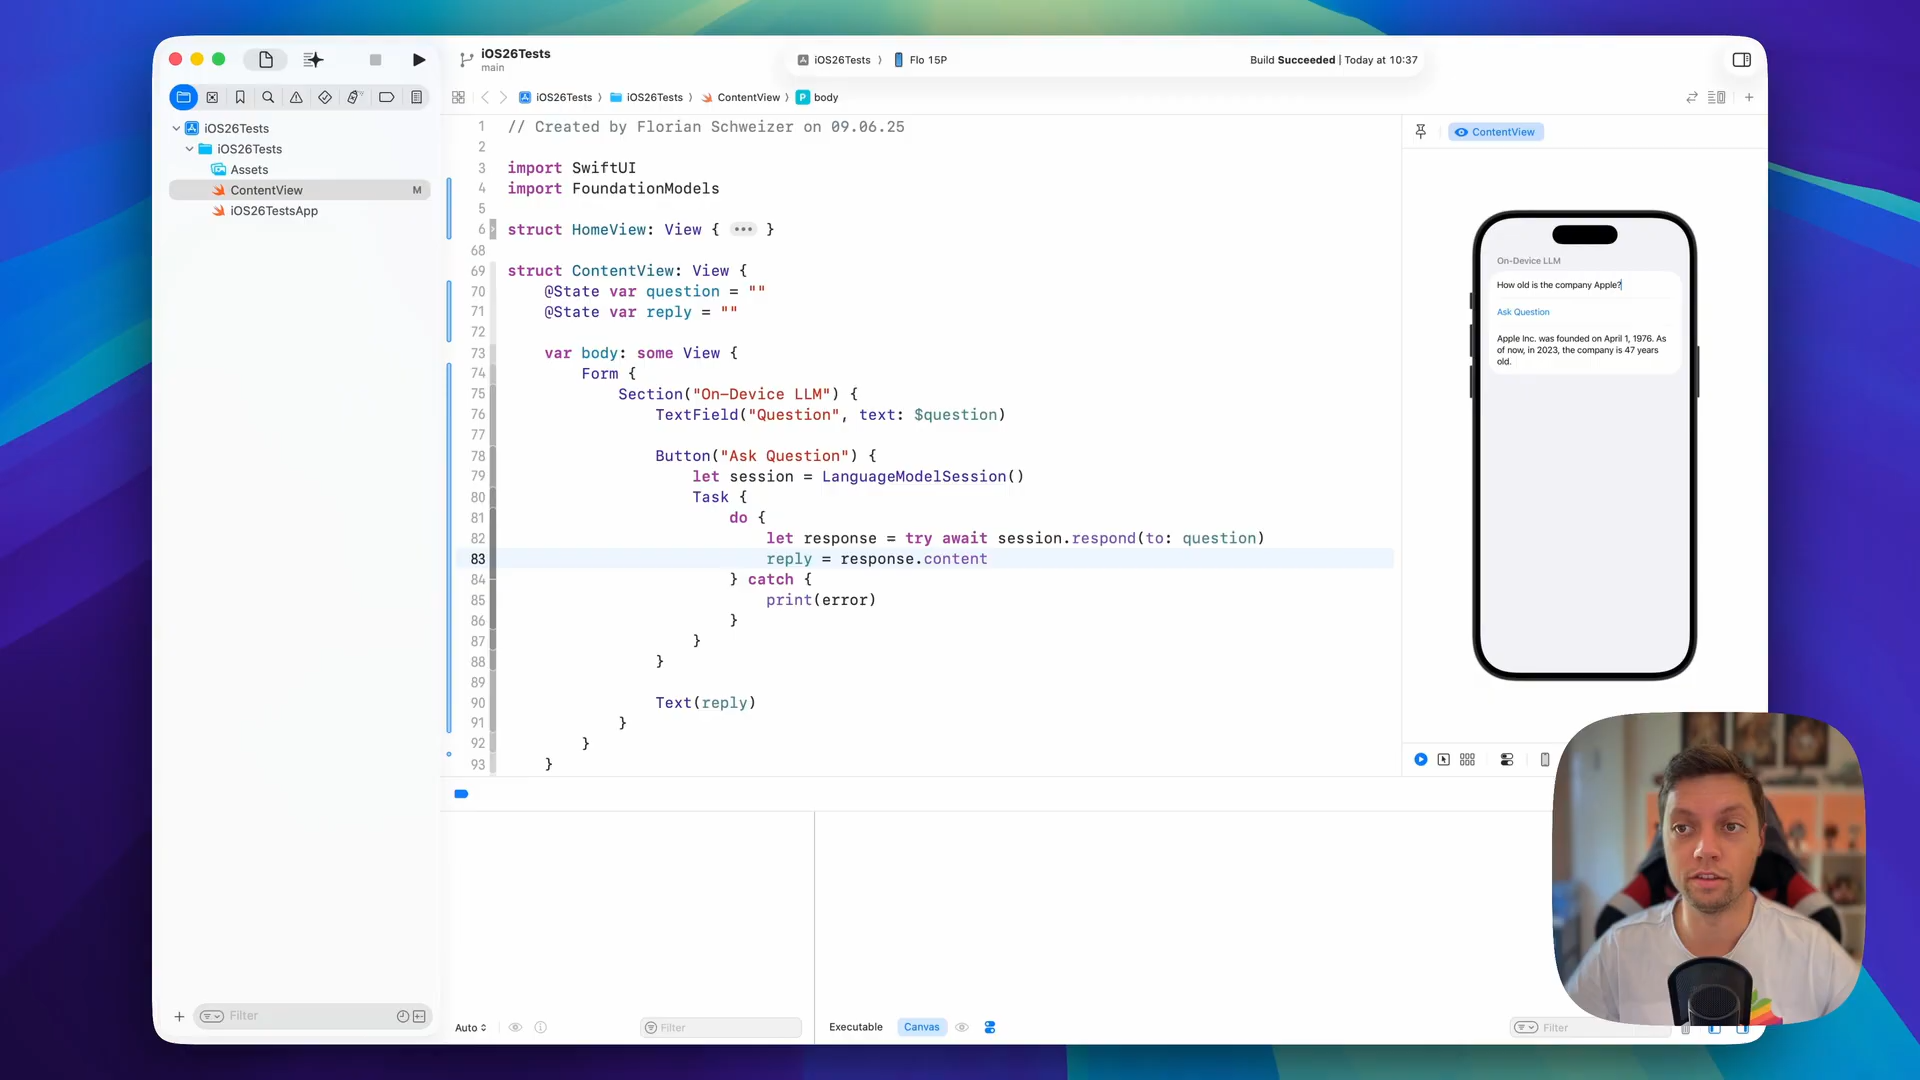 iOS26Tests
main
iOS26Tests
Flo 15P
Build Succeeded | Today at 10:37
iOS26Tests
iOS26Tests
ContentView
body
iOS26Tests
iOS26Tests
Assets
ContentView M
iOS26TestsApp
1 // Created by Florian Schweizer on 09.06.25
2
3 import SwiftUI
4 import FoundationModels
5
6 struct HomeView: View { ••• }
68
69 struct ContentView: View {
70 @State var question = ""
71 @State var reply = ""
72
73 var body: some View {
74 Form {
75 Section("On-Device LLM") {
76 TextField("Question", text: $question)
77
78 Button("Ask Question") {
79 let session = LanguageModelSession()
80 Task {
81 do {
82 let response = try await session.respond(to: question)
83 reply = response.content
84 } catch {
85 print(error)
86 }
87 }
88 }
89
90 Text(reply)
91 }
92 }
93 }
ContentView
On-Device LLM
How old is the company Apple?
Ask Question
Apple Inc. was founded on April 1, 1976. As
of now, in 2023, the company is 47 years
old.
Filter
Auto
Filter
Executable
Canvas
Filter